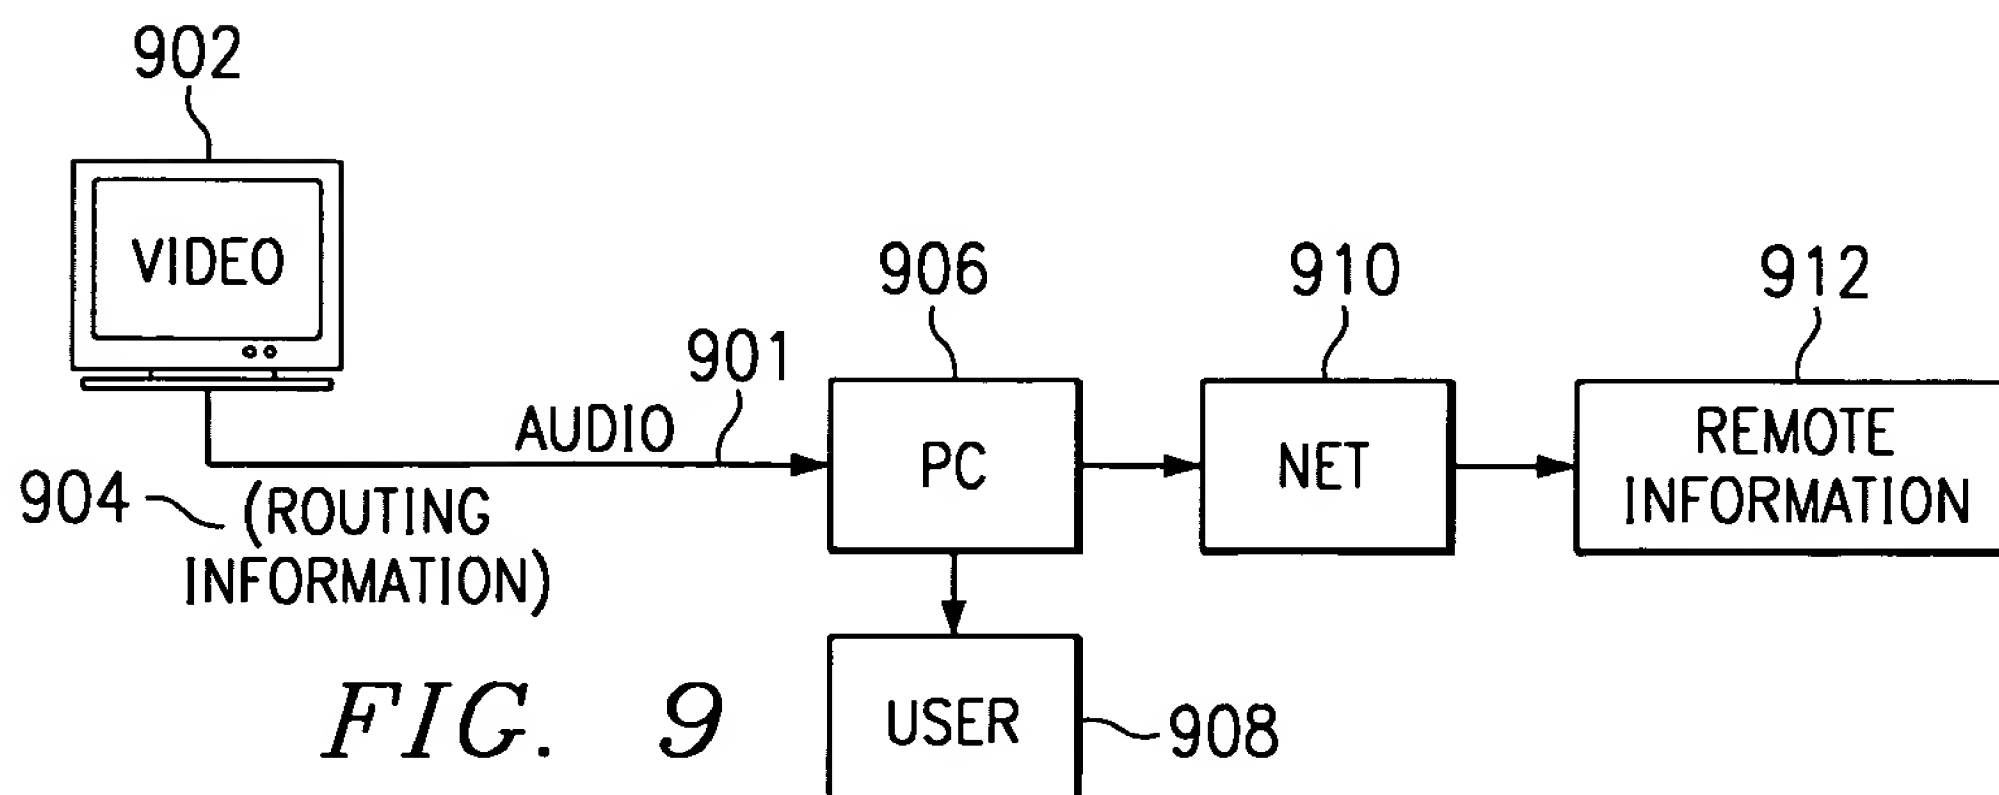 902
VIDEO
906
910
912
901
AUDIO
PC
NET
REMOTE
INFORMATION
904
(ROUTING
INFORMATION)
FIG. 9
USER
908